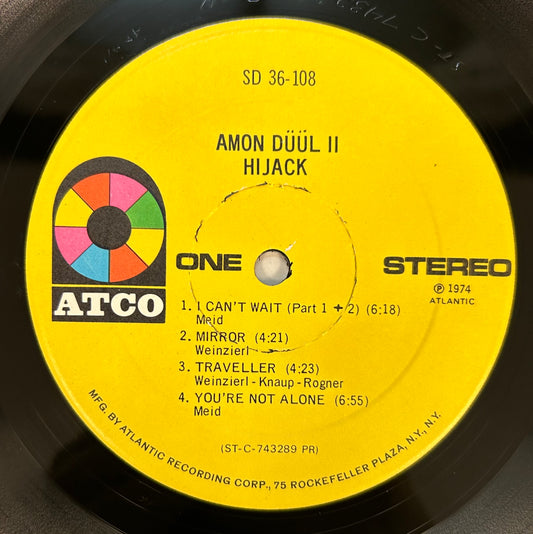 SD 36-108
AMON DÜÜL II
HIJACK
ATCO
ONE
STEREO
℗ 1974
ATLANTIC
1. I CAN'T WAIT (Part 1 + 2) (6:18)
Meid
2. MIRROR (4:21)
Weinzierl
3. TRAVELLER (4:23)
Weinzierl-Knaup-Rogner
4. YOU'RE NOT ALONE (6:55)
Meid
(ST-C-743289 PR)
MFG. BY ATLANTIC RECORDING CORP., 75 ROCKEFELLER PLAZA, N.Y., N.Y.